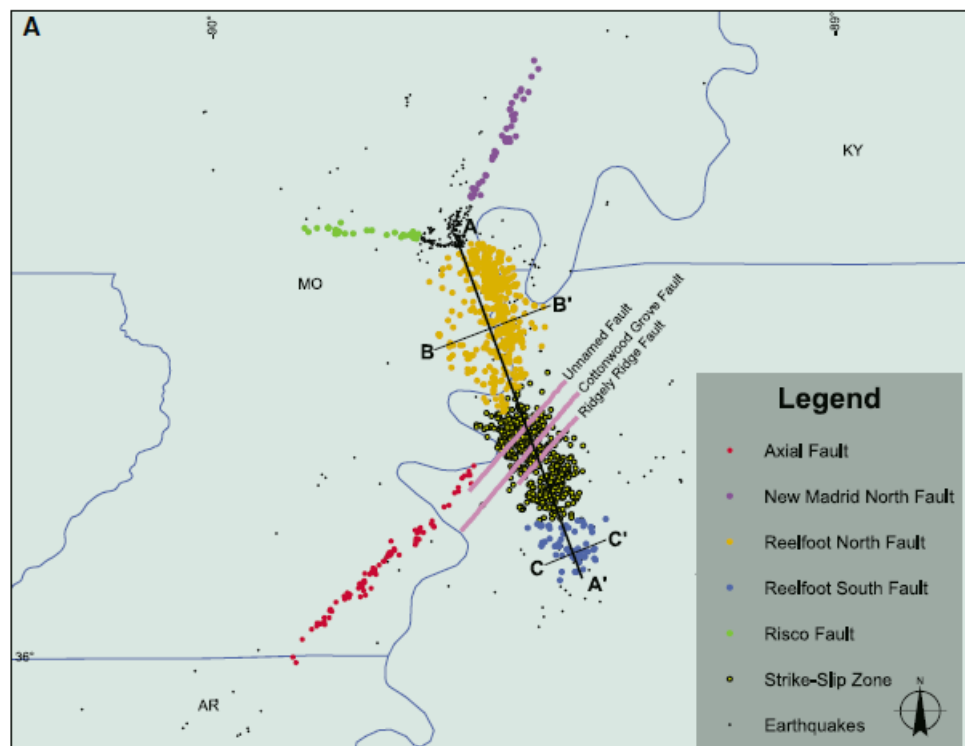 A
-90°
-89°
KY
A
MO
B'
B
Unnamed Fault
Cottonwood Grove Fault
Ridgely Ridge Fault
C'
C
A'
36°
AR
Legend
Axial Fault
New Madrid North Fault
Reelfoot North Fault
Reelfoot South Fault
Risco Fault
Strike-Slip Zone
Earthquakes
N